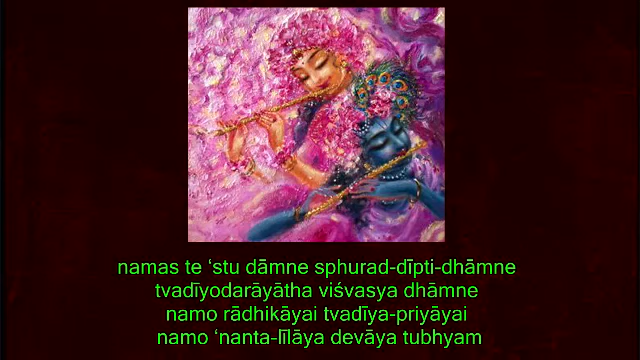 namas te ‘stu dāmne sphurad-dīpti-dhāmne
tvadīyodarāyātha viśvasya dhāmne
namo rādhikāyai tvadīya-priyāyai
namo ‘nanta-līlāya devāya tubhyam